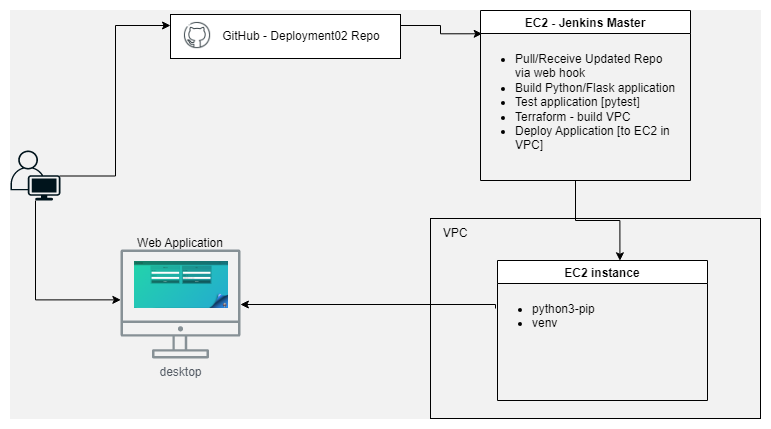 GitHub - Deployment02 Repo
EC2 - Jenkins Master
Pull/Receive Updated Repo
via web hook
Build Python/Flask application
Test application [pytest]
Terraform - build VPC
Deploy Application [to EC2 in
VPC]
VPC
EC2 instance
python3-pip
venv
Web Application
desktop